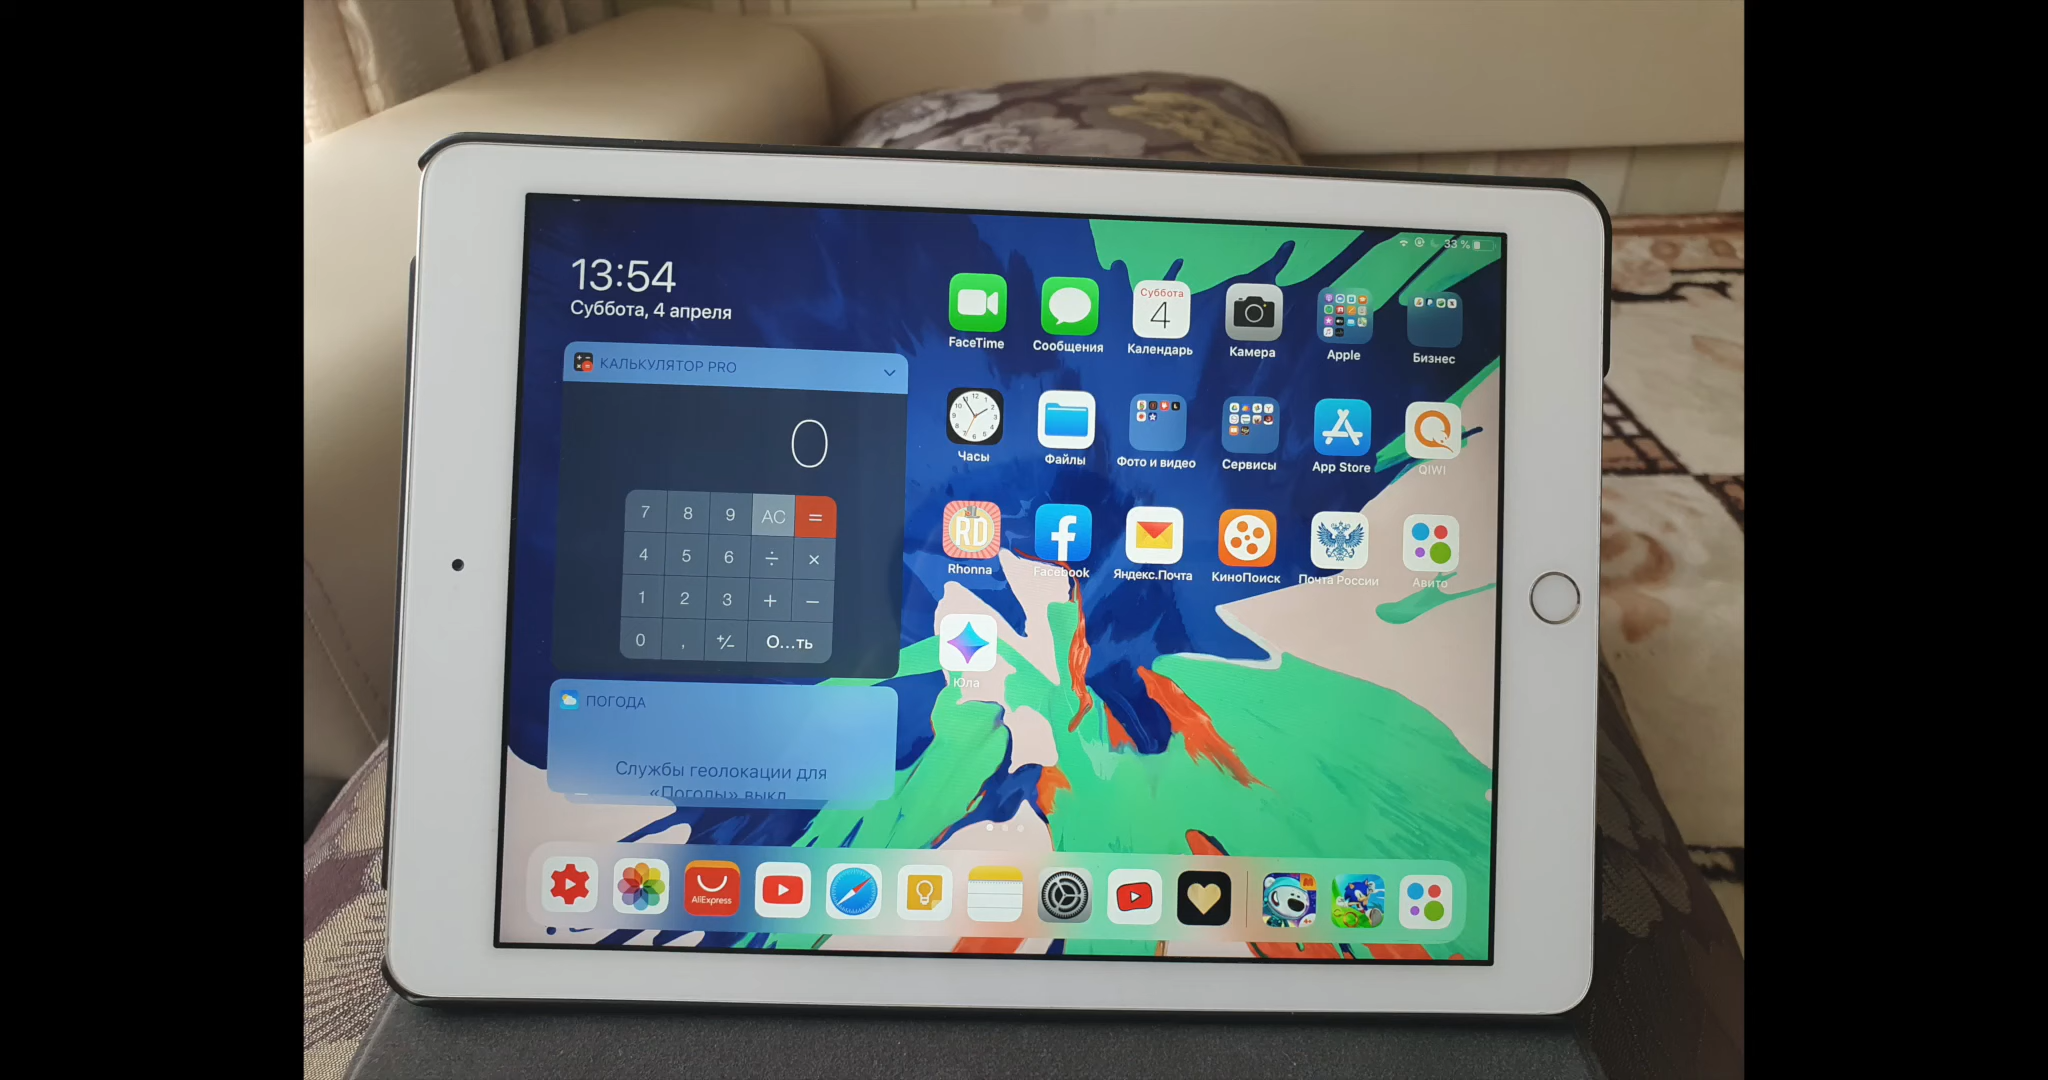 33 %
13:54
Суббота, 4 апреля
КАЛЬКУЛЯТОР PRO
0
7 8 9 AC =
4 5 6 ÷ ×
1 2 3 + −
0 , +/− О...ть
ПОГОДА
Службы геолокации для
«Погоды» выкл
Суббота
4
FaceTime Сообщения Календарь Камера Apple Бизнес
Часы Файлы Фото и видео Сервисы App Store QIWI
RD
Rhonna Facebook Яндекс.Почта КиноПоиск Почта России Авито
Юла
AliExpress